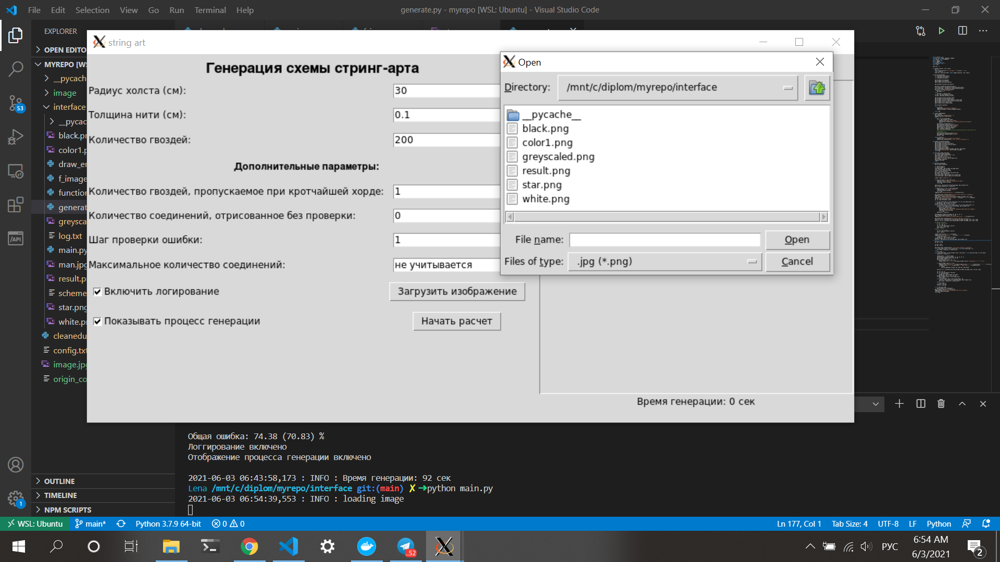 File Edit Selection View Go Run Terminal Help
generate.py - myrepo [WSL: Ubuntu] - Visual Studio Code
EXPLORER
OPEN EDITO
MYREPO [WS
__pycach
image
interface
__pycac
black.pn
color1.p
draw_er
f_image
function
generat
greysca
log.txt
main.py
man.jpg
result.p
scheme
star.png
white.pn
cleanedu
config.txt
image.jpg
origin_co
OUTLINE
TIMELINE
NPM SCRIPTS
53
/API
1
string art
Генерация схемы стринг-арта
Радиус холста (см): 30
Толщина нити (см): 0.1
Количество гвоздей: 200
Дополнительные параметры:
Количество гвоздей, пропускаемое при кротчайшей хорде: 1
Количество соединений, отрисованное без проверки: 0
Шаг проверки ошибки: 1
Максимальное количество соединений: не учитывается
Включить логирование
Загрузить изображение
Показывать процесс генерации
Начать расчет
Время генерации: 0 сек
Open
Directory: /mnt/c/diplom/myrepo/interface
__pycache__
black.png
color1.png
greyscaled.png
result.png
star.png
white.png
File name: Open
Files of type: .jpg (*.png) Cancel
Общая ошибка: 74.38 (70.83) %
Логгирование включено
Отображение процесса генерации включено
2021-06-03 06:43:58,173 : INFO : Время генерации: 92 сек
Lena /mnt/c/diplom/myrepo/interface git:(main) ✗ ➜python main.py
2021-06-03 06:54:39,553 : INFO : loading image
WSL: Ubuntu main* Python 3.7.9 64-bit 0 0 Ln 177, Col 1 Tab Size: 4 UTF-8 LF Python
..52
РУС
6:54 AM
6/3/2021
2